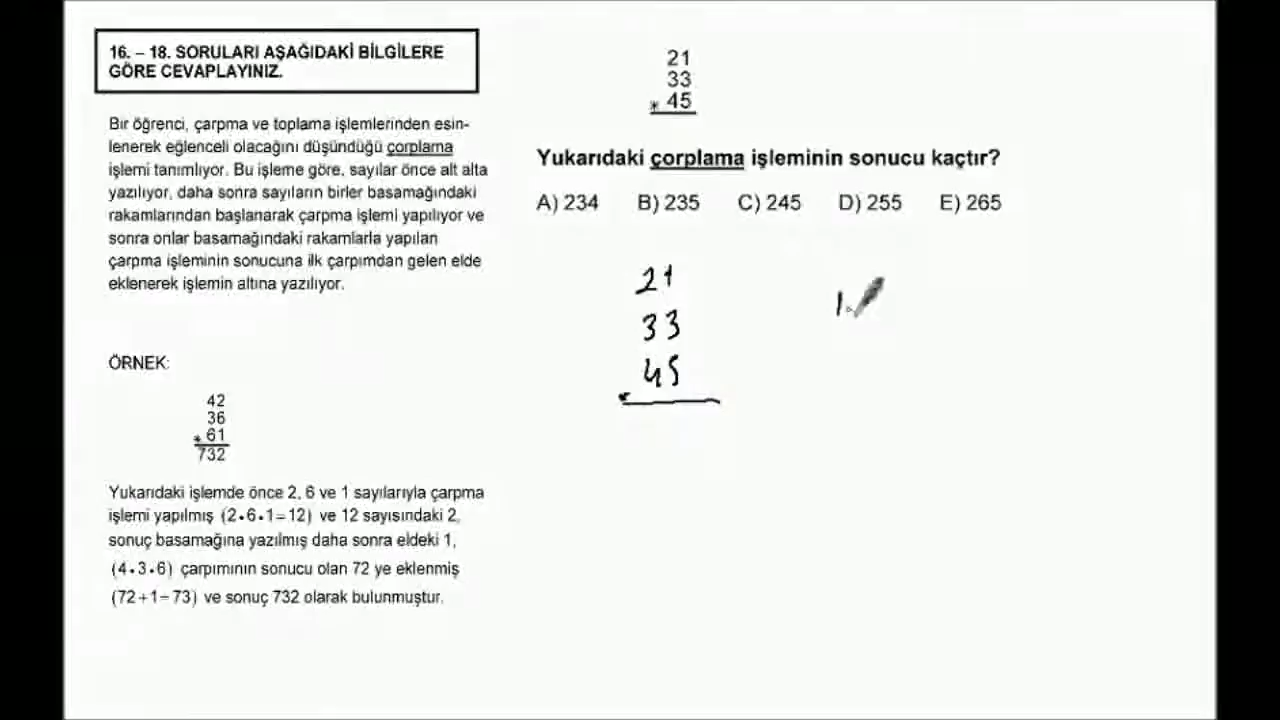 16. – 18. SORULARI AŞAĞIDAKİ BİLGİLERE
GÖRE CEVAPLAYINIZ.
Bir öğrenci, çarpma ve toplama işlemlerinden esin-
lenerek eğlenceli olacağını düşündüğü çorplama
işlemi tanımlıyor. Bu işleme göre, sayılar önce alt alta
yazılıyor, daha sonra sayıların birler basamağındaki
rakamlarından başlanarak çarpma işlemi yapılıyor ve
sonra onlar basamağındaki rakamlarla yapılan
çarpma işleminin sonucuna ilk çarpımdan gelen elde
eklenerek işlemin altına yazılıyor.
ÖRNEK:
42
36
* 61
732
Yukarıdaki işlemde önce 2, 6 ve 1 sayılarıyla çarpma
işlemi yapılmış (2•6•1=12) ve 12 sayısındaki 2,
sonuç basamağına yazılmış daha sonra eldeki 1,
(4•3•6) çarpımının sonucu olan 72 ye eklenmiş
(72+1=73) ve sonuç 732 olarak bulunmuştur.
21
33
* 45
Yukarıdaki çorplama işleminin sonucu kaçtır?
A) 234 B) 235 C) 245 D) 255 E) 265
21
33
45
1.